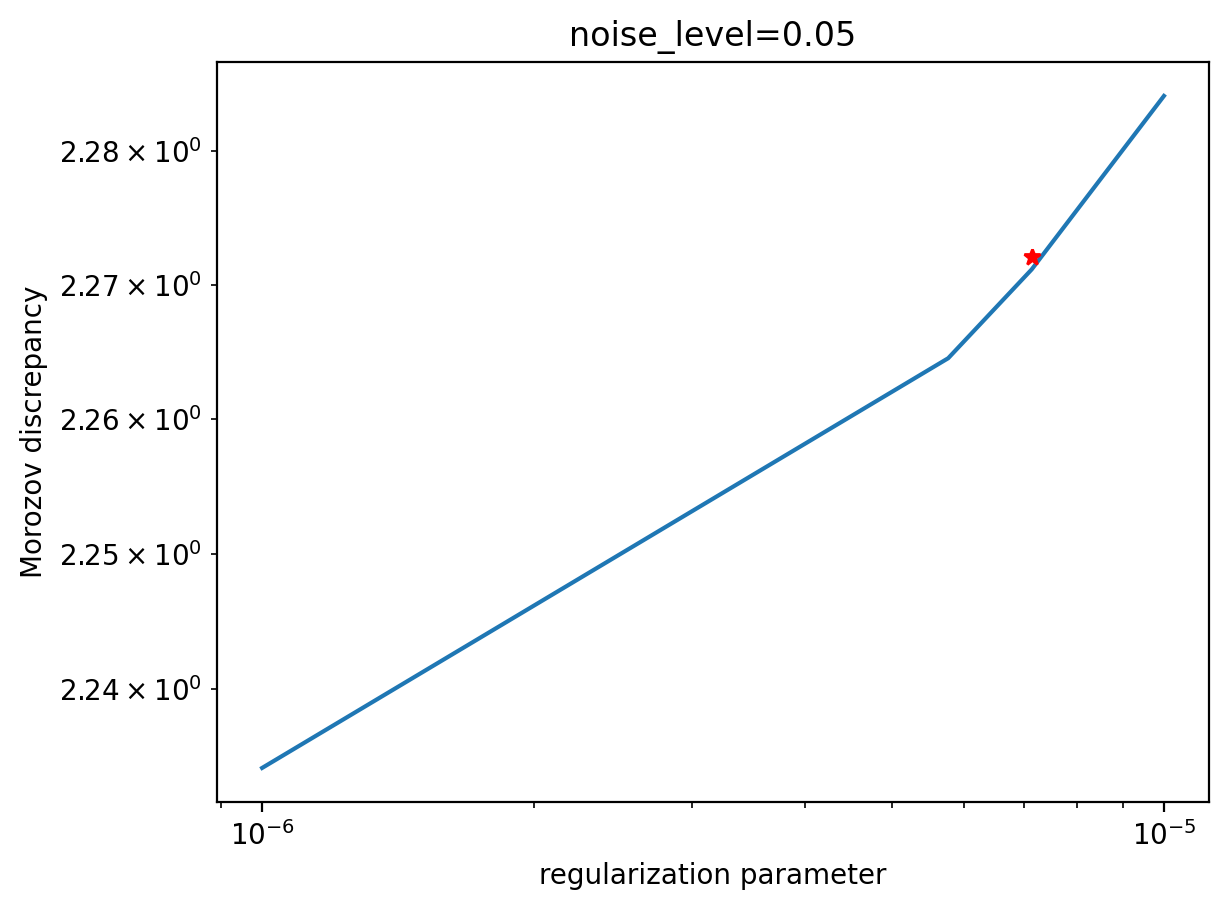 noise_level=0.05
Morozov discrepancy
2.28 × 10⁰
2.27 × 10⁰
2.26 × 10⁰
2.25 × 10⁰
2.24 × 10⁰
10⁻⁶
10⁻⁵
regularization parameter